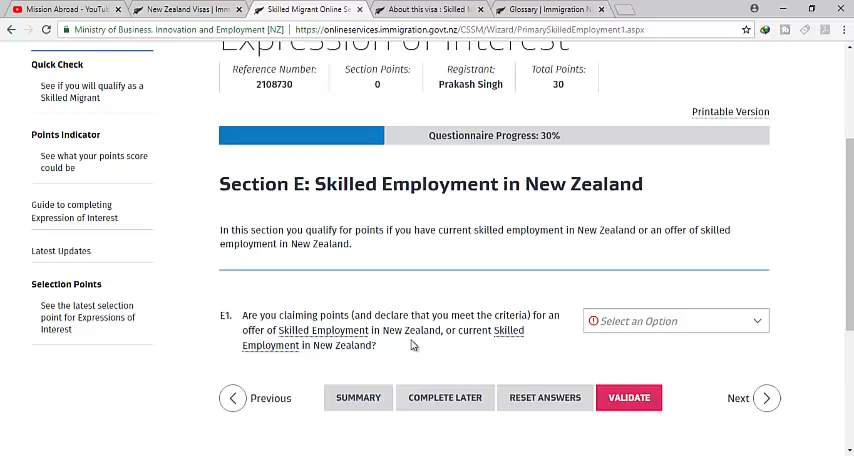 Mission Abroad - YouTub
New Zealand Visas | Imm
Skilled Migrant Online Se
About this visa : Skilled M
Glossary | Immigration N
Ministry of Business. Innovation and Employment [NZ]
https://onlineservices.immigration.govt.nz/CSSM/Wizard/PrimarySkilledEmployment1.aspx
Expression of Interest
Quick Check
See if you will qualify as a
Skilled Migrant
Points Indicator
See what your points score
could be
Guide to completing
Expression of Interest
Latest Updates
Selection Points
See the latest selection
point for Expressions of
Interest
Reference Number:
2108730
Section Points:
0
Registrant:
Prakash Singh
Total Points:
30
Printable Version
Questionnaire Progress: 30%
Section E: Skilled Employment in New Zealand
In this section you qualify for points if you have current skilled employment in New Zealand or an offer of skilled
employment in New Zealand.
E1. Are you claiming points (and declare that you meet the criteria) for an
offer of Skilled Employment in New Zealand, or current Skilled
Employment in New Zealand?
Select an Option
Previous
SUMMARY
COMPLETE LATER
RESET ANSWERS
VALIDATE
Next